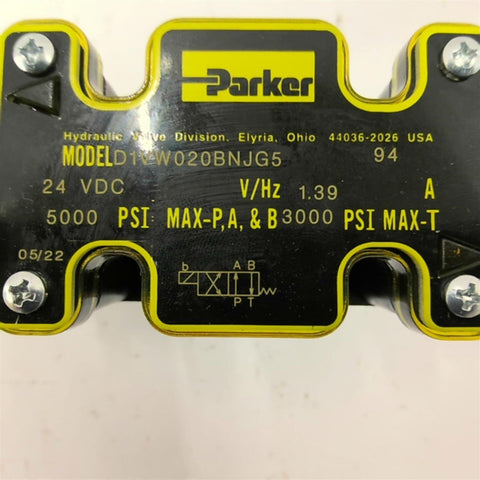 Parker
Hydraulic Valve Division, Elyria, Ohio 44036-2026 USA
MODEL D1VW020BNJG5 94
24 VDC V/Hz 1.39 A
5000 PSI MAX-P,A, & B 3000 PSI MAX-T
05/22
b A B
P T